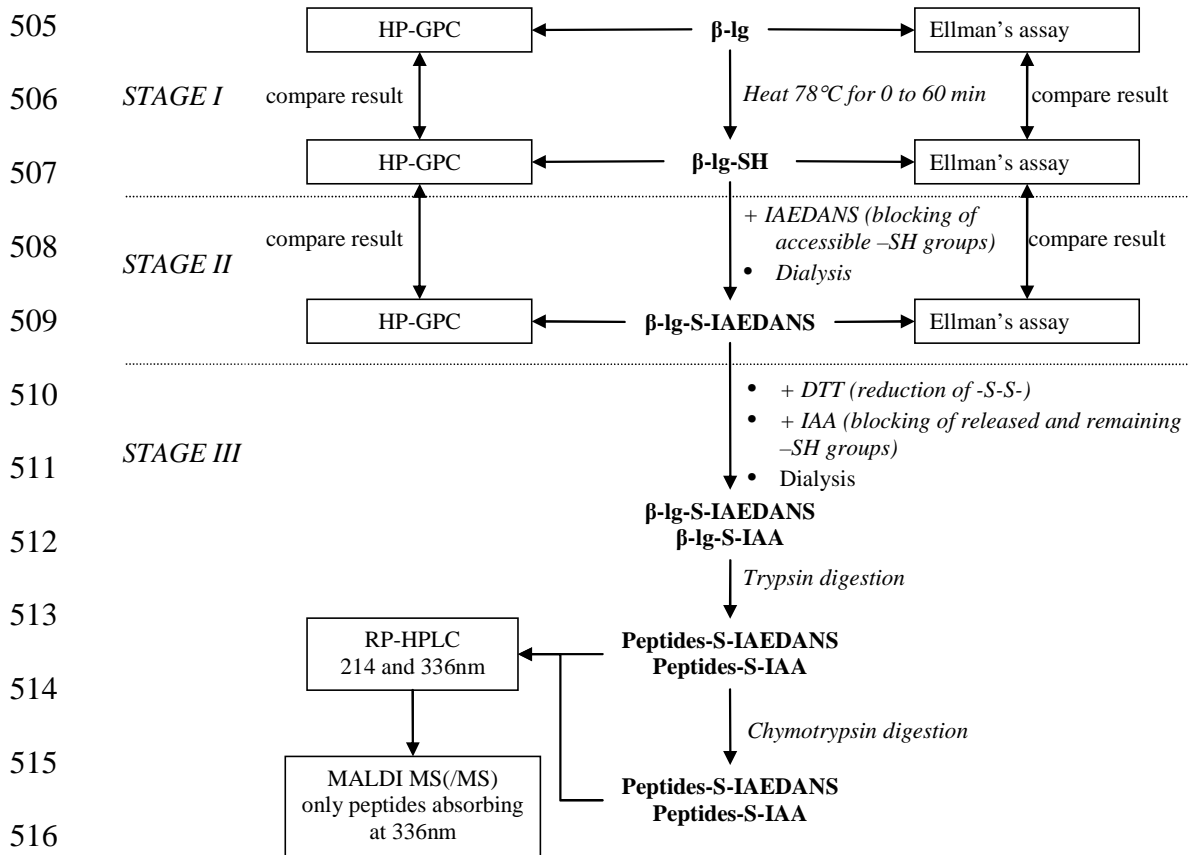 505
HP-GPC
β-lg
Ellman's assay
506
STAGE I
compare result
Heat 78°C for 0 to 60 min
compare result
507
HP-GPC
β-lg-SH
Ellman's assay
508
STAGE II
compare result
+ IAEDANS (blocking of
accessible –SH groups)
• Dialysis
compare result
509
HP-GPC
β-lg-S-IAEDANS
Ellman's assay
510
• + DTT (reduction of -S-S-)
• + IAA (blocking of released and remaining
–SH groups)
511
STAGE III
• Dialysis
512
β-lg-S-IAEDANS
β-lg-S-IAA
Trypsin digestion
513
RP-HPLC
214 and 336nm
Peptides-S-IAEDANS
Peptides-S-IAA
514
Chymotrypsin digestion
515
MALDI MS(/MS)
only peptides absorbing
at 336nm
Peptides-S-IAEDANS
Peptides-S-IAA
516